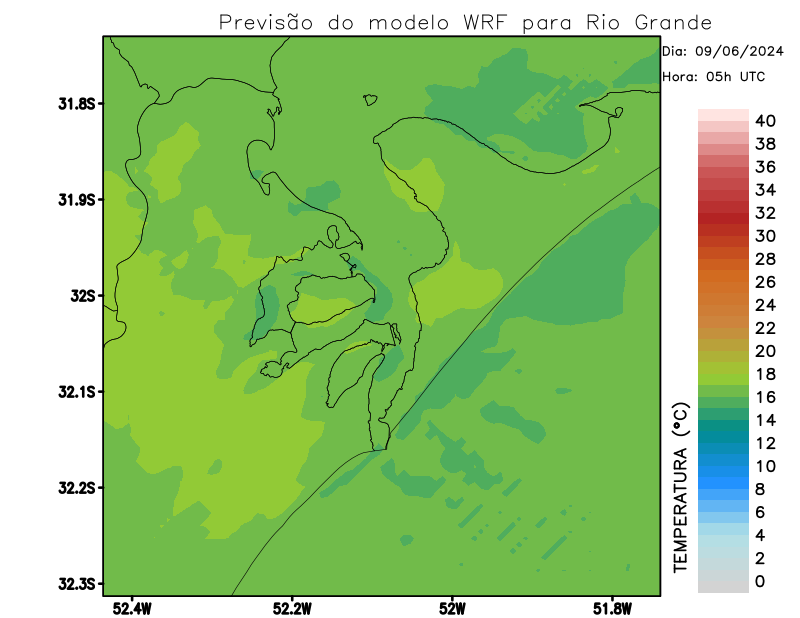 Previsão do modelo WRF para Rio Grande
Dia: 09/06/2024
Hora: 05h UTC
31.8S
31.9S
32S
32.1S
32.2S
32.3S
52.4W
52.2W
52W
51.8W
40
38
36
34
32
30
28
26
24
22
20
18
16
14
12
10
8
6
4
2
0
TEMPERATURA (°C)